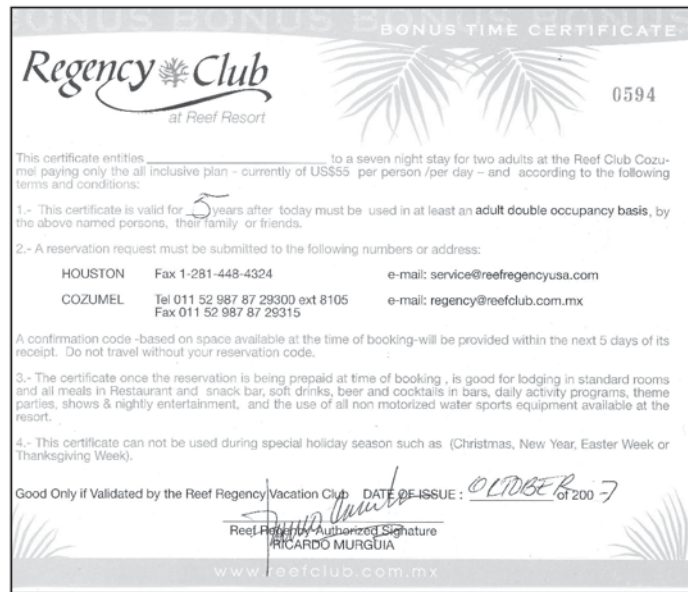 BONUS BONUS BONUS BONUS BONUS
BONUS TIME CERTIFICATE
Regency Club
at Reef Resort
0594
This certificate entitles ______________________ to a seven night stay for two adults at the Reef Club Cozu-
mel paying only the all inclusive plan - currently of US$55 per person /per day – and according to the following
terms and conditions:
1.- This certificate is valid for 5 years after today must be used in at least an adult double occupancy basis, by
the above named persons, their family or friends.
2.- A reservation request must be submitted to the following numbers or address:
HOUSTON Fax 1-281-448-4324 e-mail: service@reefregencyusa.com
COZUMEL Tel 011 52 987 87 29300 ext 8105 e-mail: regency@reefclub.com.mx
Fax 011 52 987 87 29315
A confirmation code -based on space available at the time of booking-will be provided within the next 5 days of its
receipt. Do not travel without your reservation code.
3.- The certificate once the reservation is being prepaid at time of booking , is good for lodging in standard rooms
and all meals in Restaurant and snack bar, soft drinks, beer and cocktails in bars, daily activity programs, theme
parties, shows & nightly entertainment, and the use of all non motorized water sports equipment available at the
resort.
4.- This certificate can not be used during special holiday season such as (Christmas, New Year, Easter Week or
Thanksgiving Week).
Good Only if Validated by the Reef Regency Vacation Club DATE OF ISSUE : OCTOBER of 200 7
Reef Regency Authorized Signature
RICARDO MURGUIA
www.reefclub.com.mx